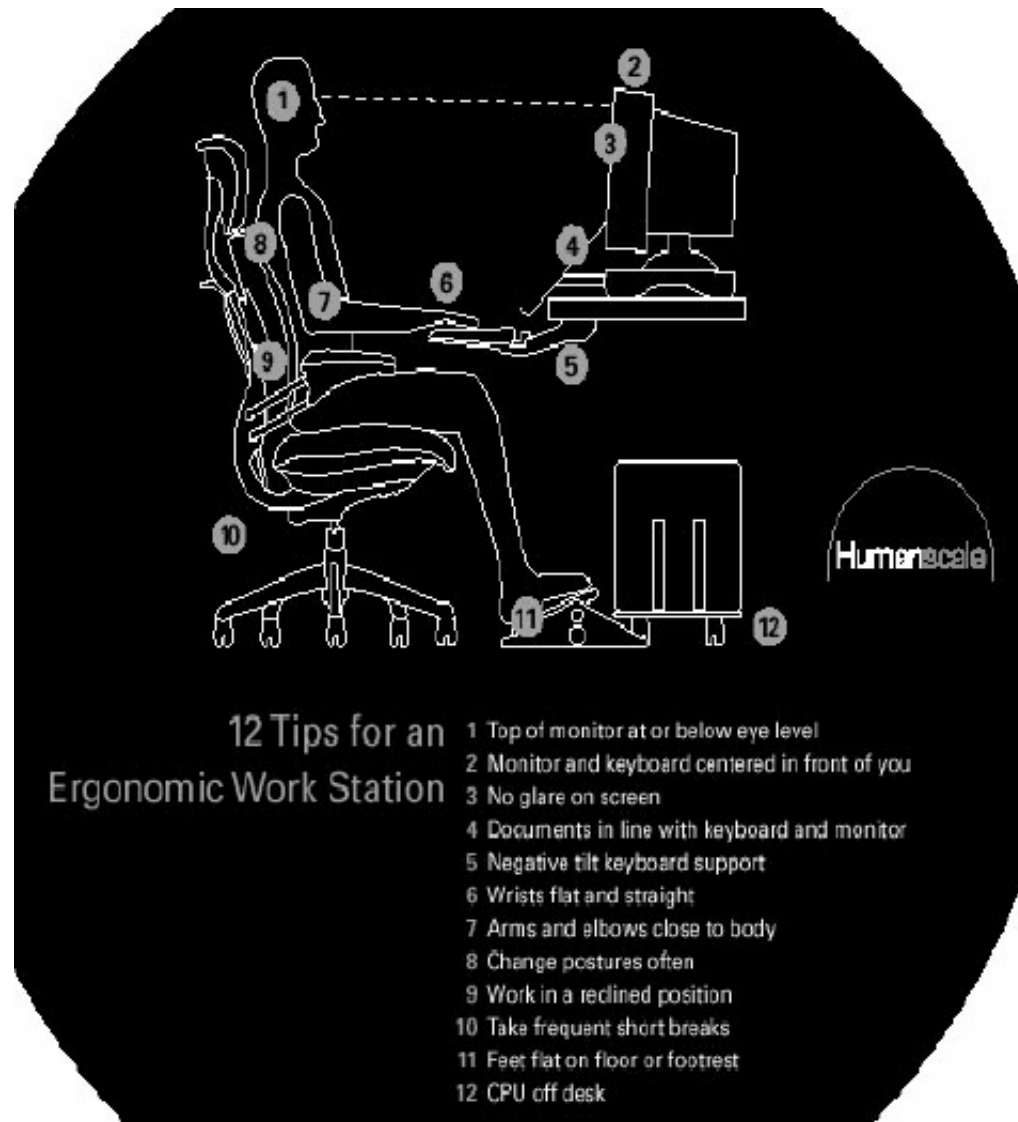 1
2
3
4
5
6
7
8
9
10
11
12
Humanscale
12 Tips for an
Ergonomic Work Station
1 Top of monitor at or below eye level
2 Monitor and keyboard centered in front of you
3 No glare on screen
4 Documents in line with keyboard and monitor
5 Negative tilt keyboard support
6 Wrists flat and straight
7 Arms and elbows close to body
8 Change postures often
9 Work in a reclined position
10 Take frequent short breaks
11 Feet flat on floor or footrest
12 CPU off desk